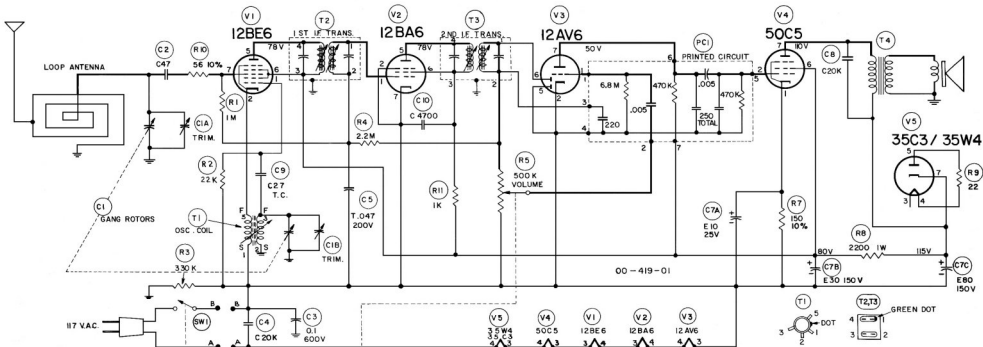 V1
T2
V2
T3
V3
V4
12BE6
1ST I.F. TRANS.
12BA6
2ND I.F. TRANS.
12AV6
50C5
C2
C47
R10
56 10%
78V
78V
50V
PC1
PRINTED CIRCUIT
110V
C8
C20K
T4
LOOP ANTENNA
R1
1M
C1A
TRIM.
C10
C 4700
R4
2.2M
6.8M
.005
470K
.005
470K
250
TOTAL
220
V5
35C3/35W4
R9
22
R2
22K
C9
C27
T.C.
R11
1K
R5
500K
VOLUME
C1
GANG ROTORS
T1
OSC. COIL
C1B
TRIM.
C5
T.047
200V
C7A
E10
25V
R7
150
10%
R8
2200 1W
R3
330K
00-419-01
80V
115V
C7B
E30 150V
C7C
E80
150V
117 V.A.C.
SW1
B B
A A
C4
C20K
C3
0.1
600V
V5
35W4
35C3
V4
50C5
V1
12BE6
V2
12BA6
V3
12AV6
T1
DOT
T2,T3
GREEN DOT